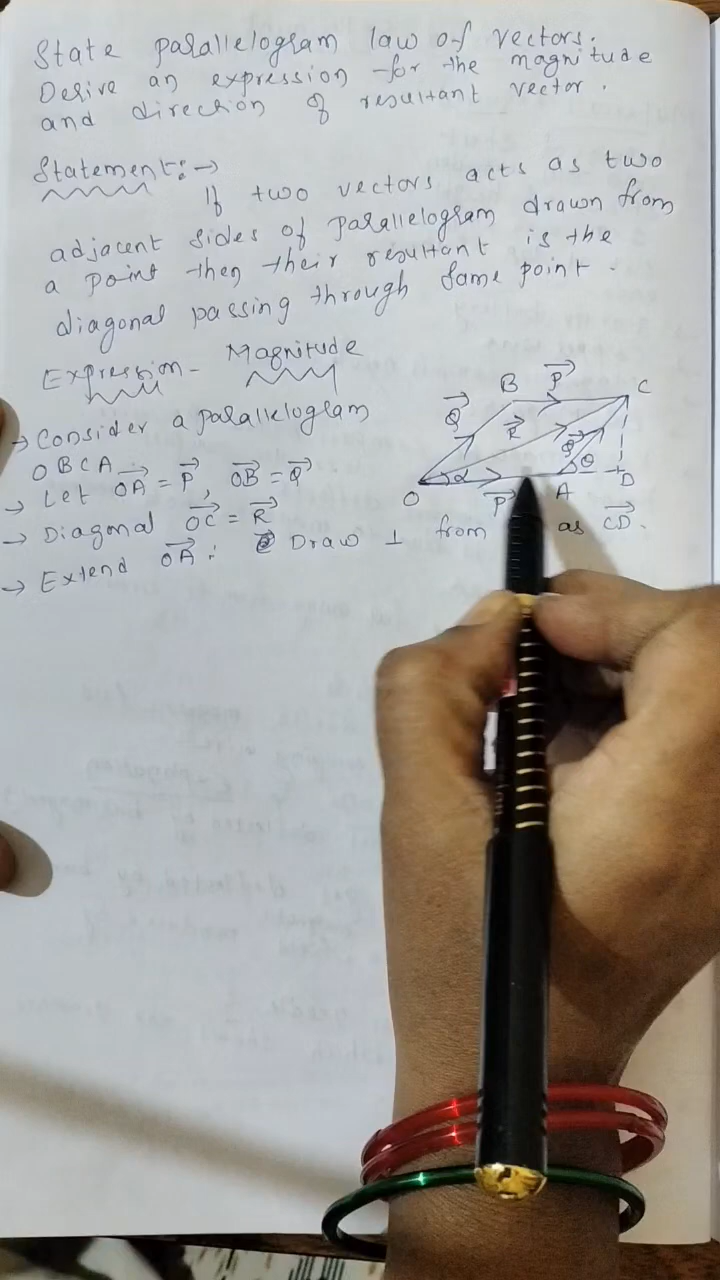 State parallelogram law of vectors.
Derive an expression for the magnitude
and direction of resultant vector.
Statement:→
If two vectors acts as two
adjacent sides of parallelogram drawn from
a point then their resultant is the
diagonal passing through same point.
Expression- Magnitude
→ Consider a parallelogram
OBCA.
→ Let OA⃗ = P⃗, OB⃗ = Q⃗
→ Diagonal OC⃗ = R⃗
→ Extend OA⃗. Draw ⊥ from as CD⃗.
B P⃗ C
Q⃗ R⃗ Q⃗
α θ D
O P⃗ A